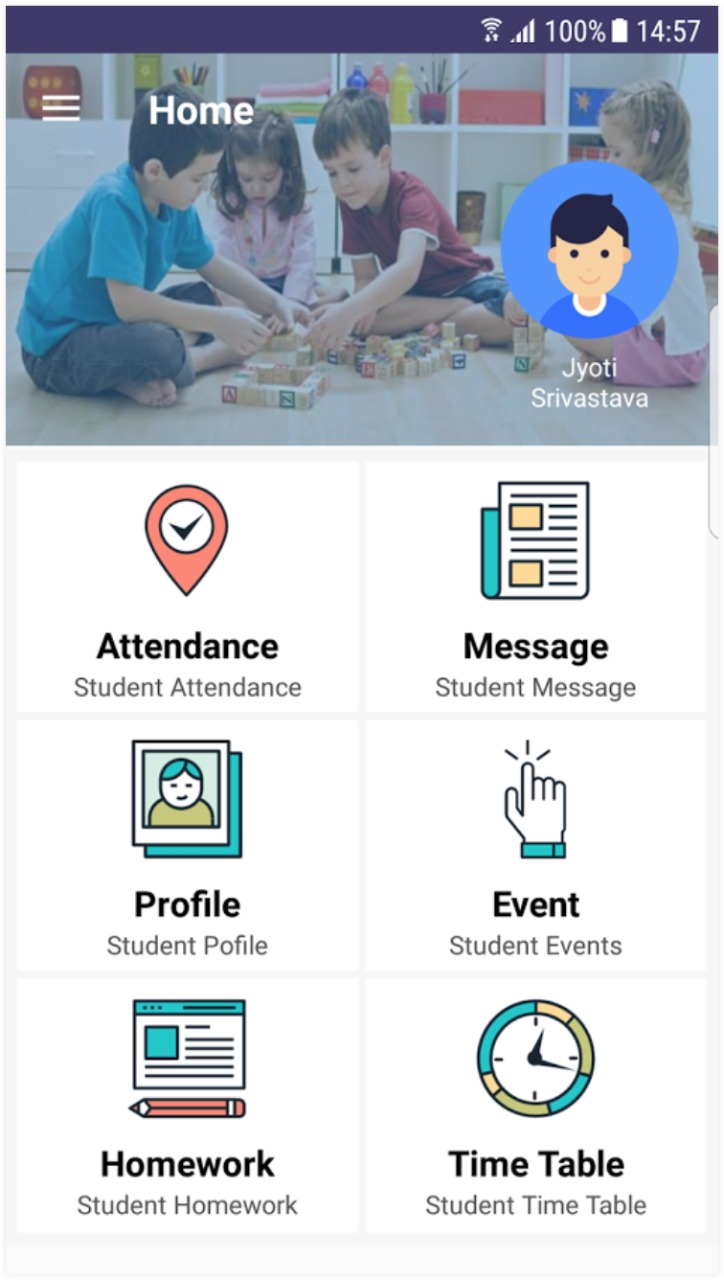 100% 14:57
Home
Jyoti
Srivastava
Attendance
Student Attendance
Message
Student Message
Profile
Student Pofile
Event
Student Events
Homework
Student Homework
Time Table
Student Time Table